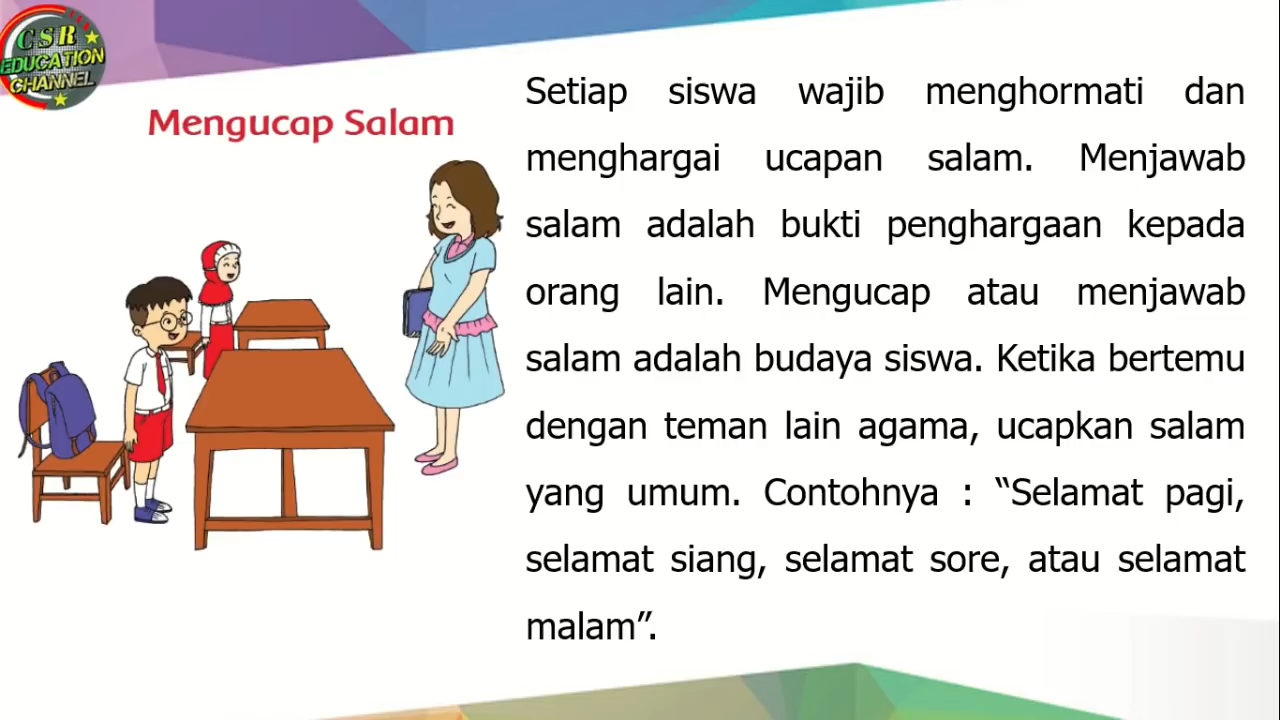 CSR
EDUCATION
CHANNEL
Mengucap Salam
Setiap siswa wajib menghormati dan
menghargai ucapan salam. Menjawab
salam adalah bukti penghargaan kepada
orang lain. Mengucap atau menjawab
salam adalah budaya siswa. Ketika bertemu
dengan teman lain agama, ucapkan salam
yang umum. Contohnya : “Selamat pagi,
selamat siang, selamat sore, atau selamat
malam”.